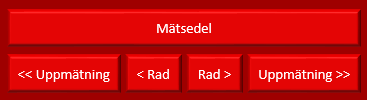 Mätsedel
<< Uppmätning < Rad Rad > Uppmätning >>